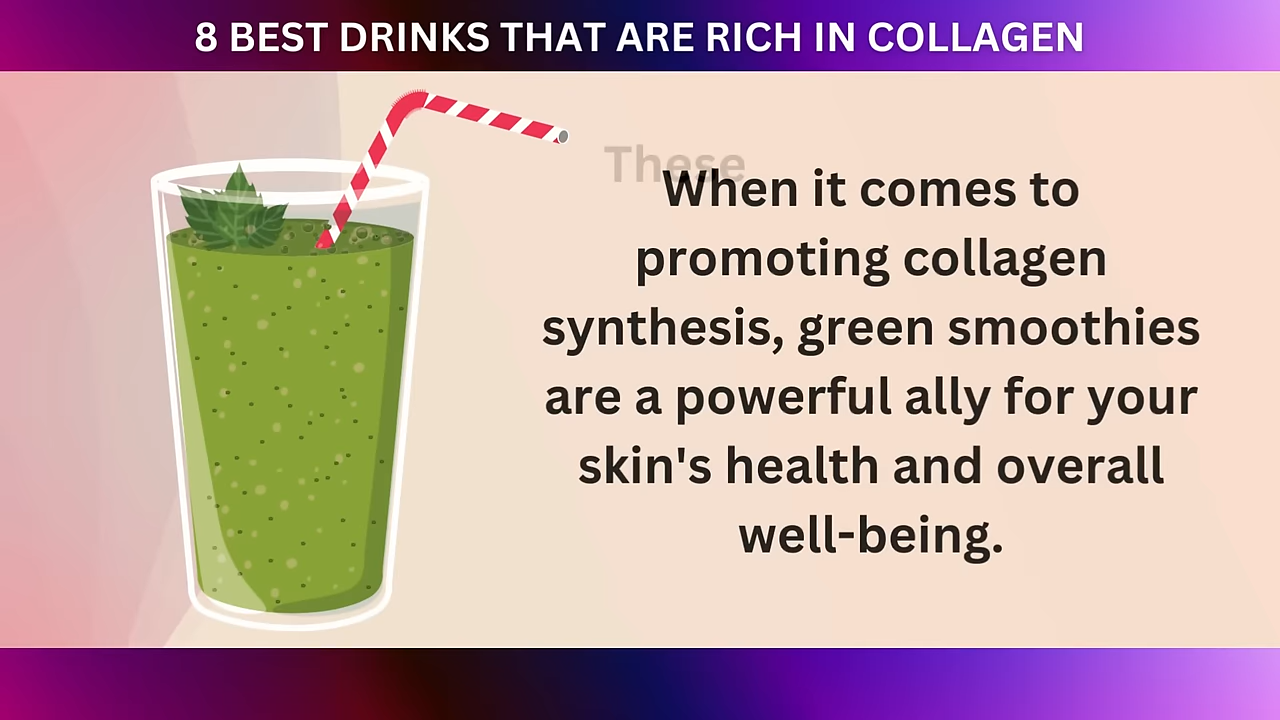 8 BEST DRINKS THAT ARE RICH IN COLLAGEN
These
When it comes to
promoting collagen
synthesis, green smoothies
are a powerful ally for your
skin's health and overall
well-being.